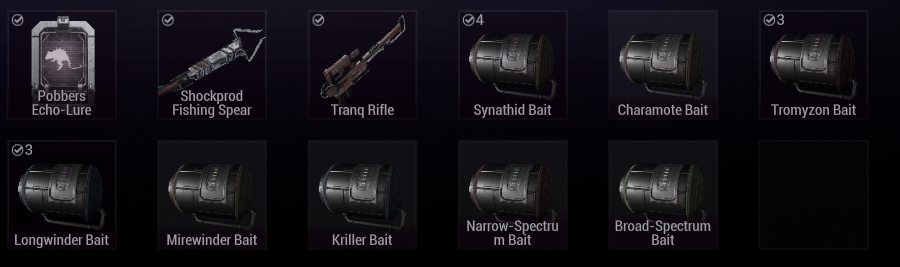 4
3
Pobbers
Echo-Lure
Shockprod
Fishing Spear
Tranq Rifle
Synathid Bait
Charamote Bait
Tromyzon Bait
3
Longwinder Bait
Mirewinder Bait
Kriller Bait
Narrow-Spectru
m Bait
Broad-Spectrum
Bait